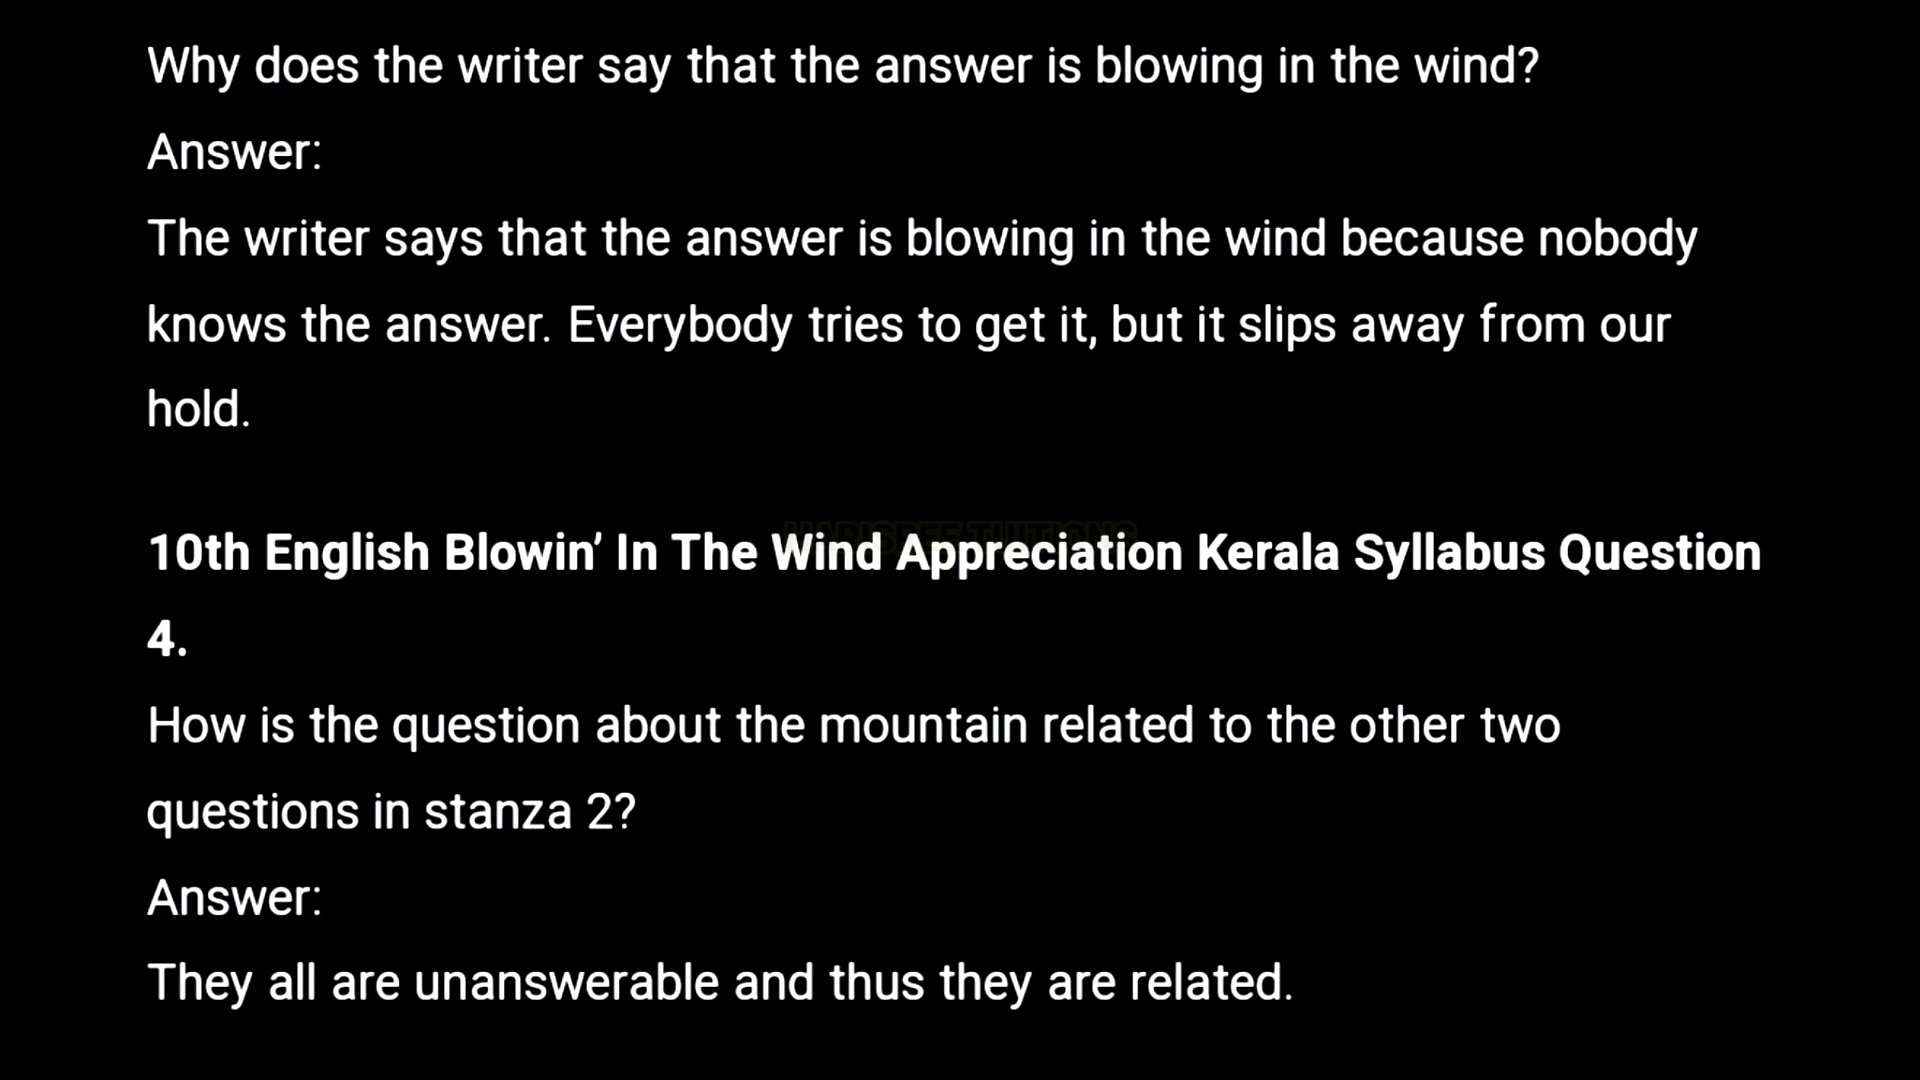 Why does the writer say that the answer is blowing in the wind?
Answer:
The writer says that the answer is blowing in the wind because nobody
knows the answer. Everybody tries to get it, but it slips away from our
hold.
10th English Blowin’ In The Wind Appreciation Kerala Syllabus Question
4.
How is the question about the mountain related to the other two
questions in stanza 2?
Answer:
They all are unanswerable and thus they are related.